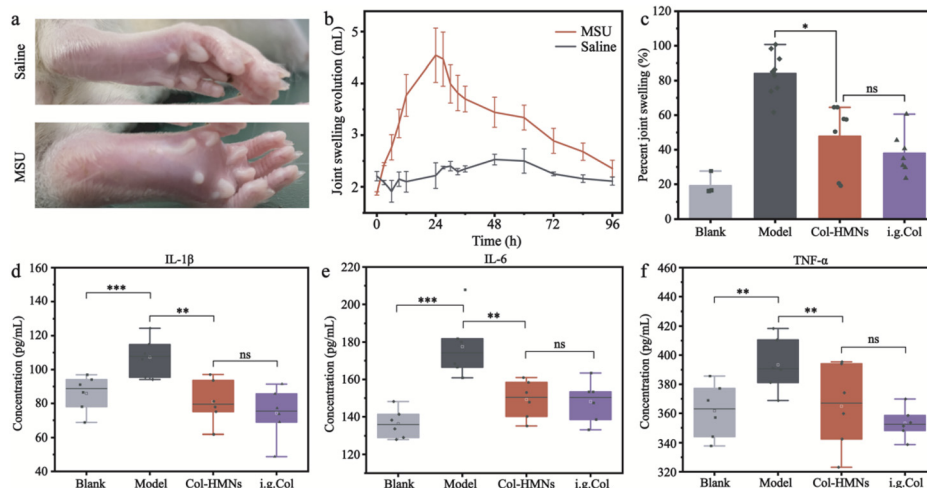 a
Saline
MSU
b
Joint swelling evolution (mL)
5
4
3
2
MSU
Saline
0
24
48
72
96
Time (h)
c
Percent joint swelling (%)
120
100
80
60
40
20
0
*
ns
Blank
Model
Col-HMNs
i.g.Col
d
IL-1β
Concentration (pg/mL)
160
140
120
100
80
60
40
***
**
ns
Blank
Model
Col-HMNs
i.g.Col
e
IL-6
Concentration (pg/mL)
220
200
180
160
140
120
***
**
ns
Blank
Model
Col-HMNs
i.g.Col
f
TNF-α
Concentration (pg/mL)
460
440
420
400
380
360
340
320
**
**
ns
Blank
Model
Col-HMNs
i.g.Col